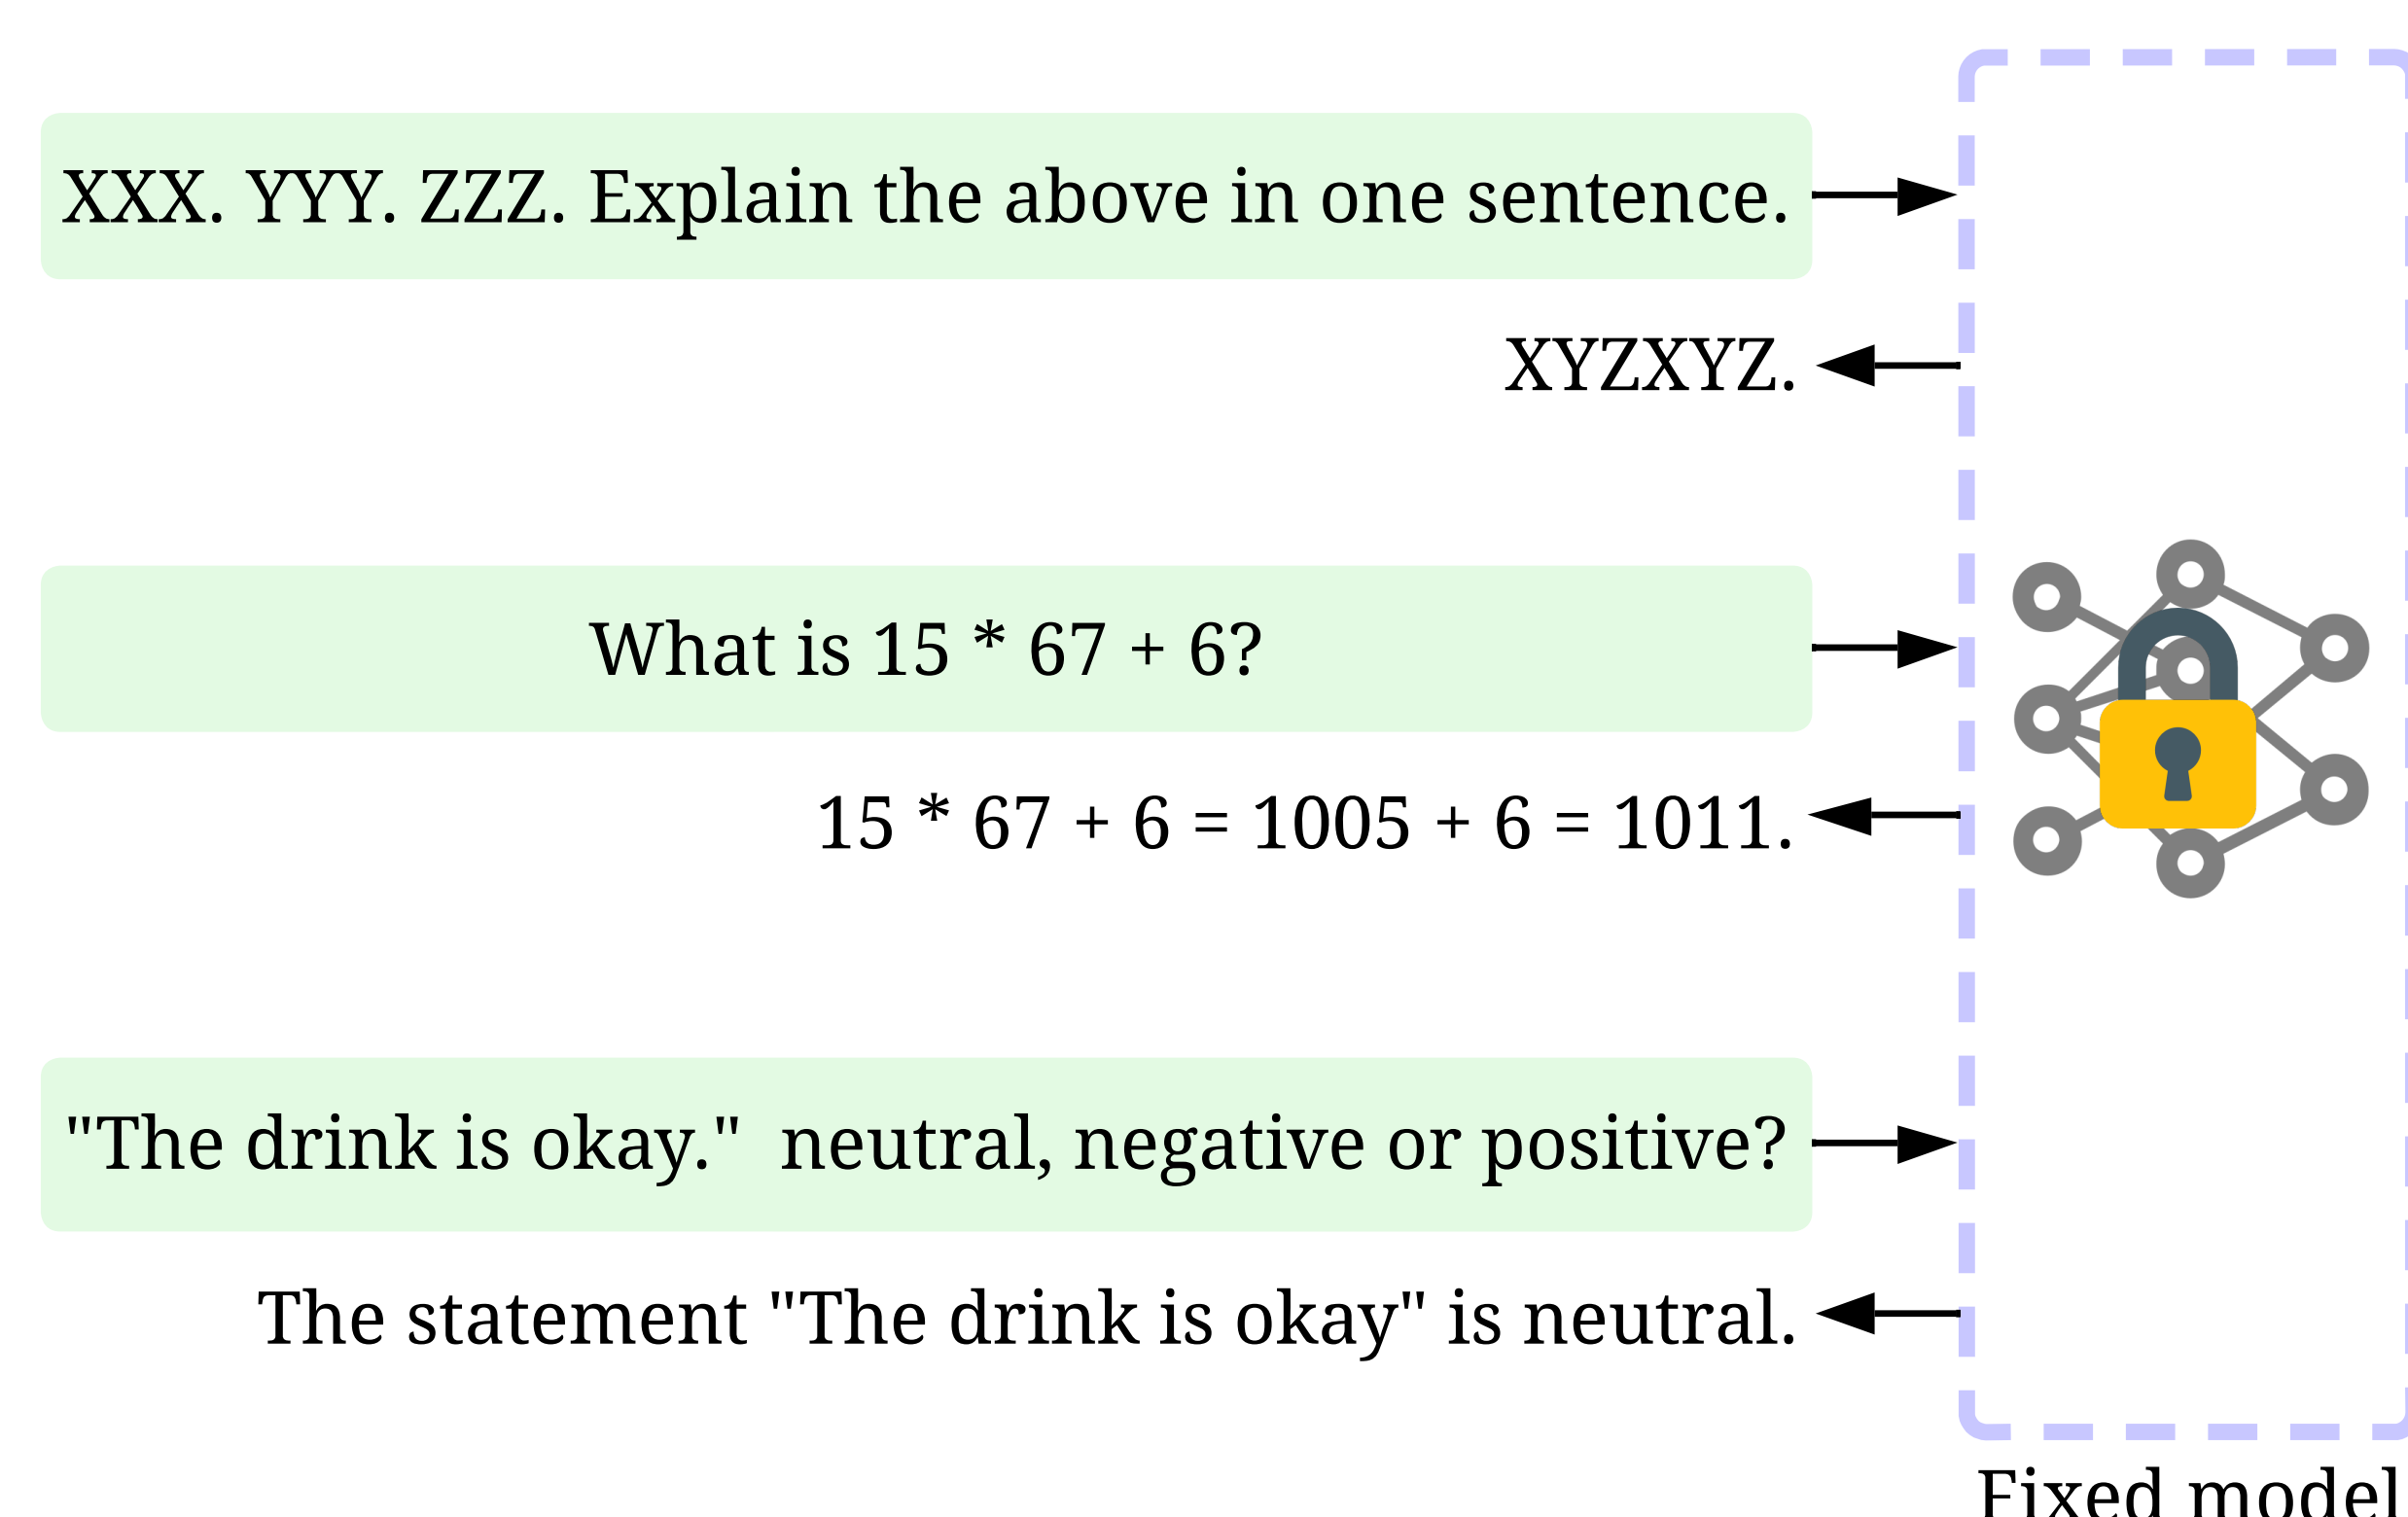 XXX. YYY. ZZZ. Explain the above in one sentence.
XYZXYZ.
What is 15 * 67 + 6?
15 * 67 + 6 = 1005 + 6 = 1011.
"The drink is okay."  neutral, negative or positive?
The statement "The drink is okay" is neutral.
Fixed model